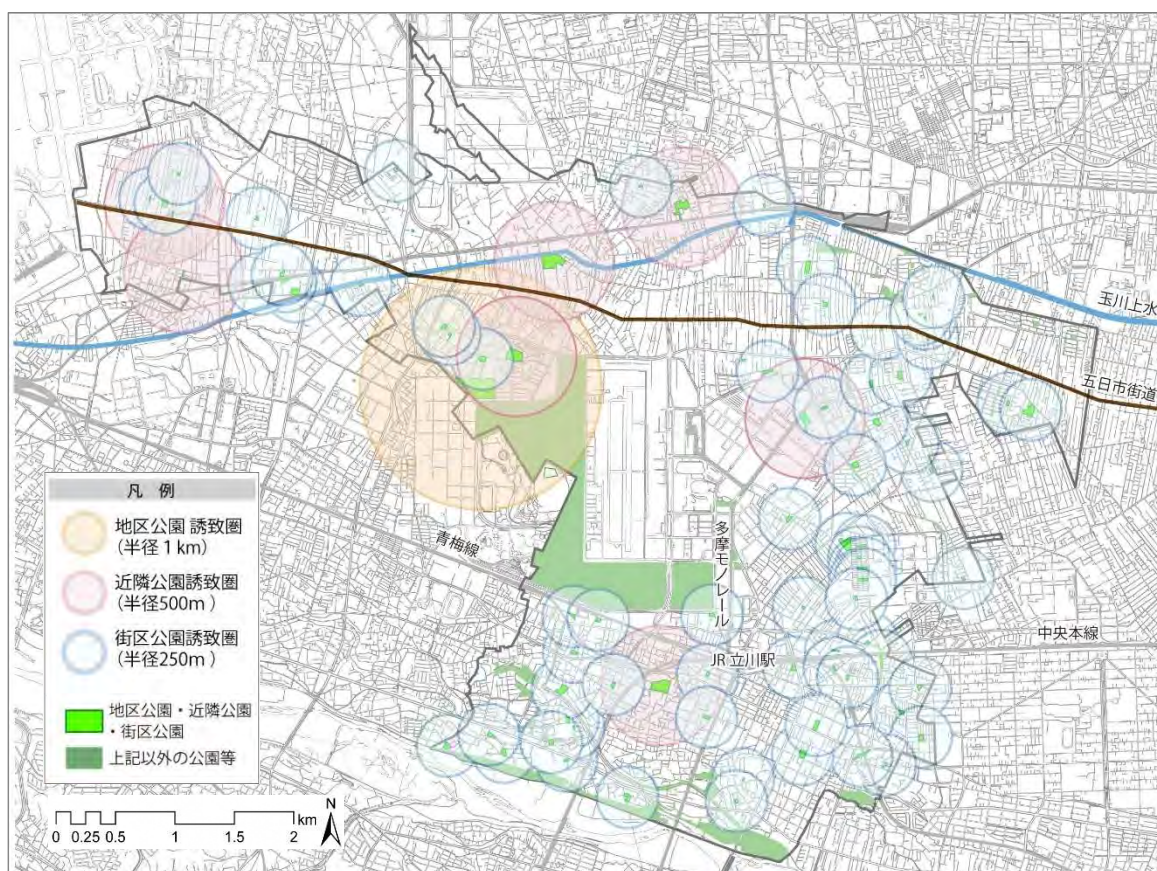 玉川上水
五日市街道
多摩モノレール
青梅線
中央本線
JR 立川駅
凡 例
地区公園 誘致圏
（半径 1 km）
近隣公園誘致圏
（半径500m ）
街区公園誘致圏
（半径250m ）
地区公園・近隣公園
・街区公園
上記以外の公園等
0 0.25 0.5 1 1.5 2 km
N